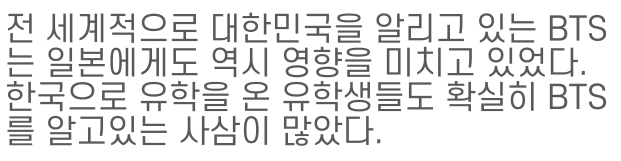 전 세계적으로 대한민국을 알리고 있는 BTS
는 일본에게도 역시 영향을 미치고 있었다.
한국으로 유학을 온 유학생들도 확실히 BTS
를 알고있는 사삼이 많았다.